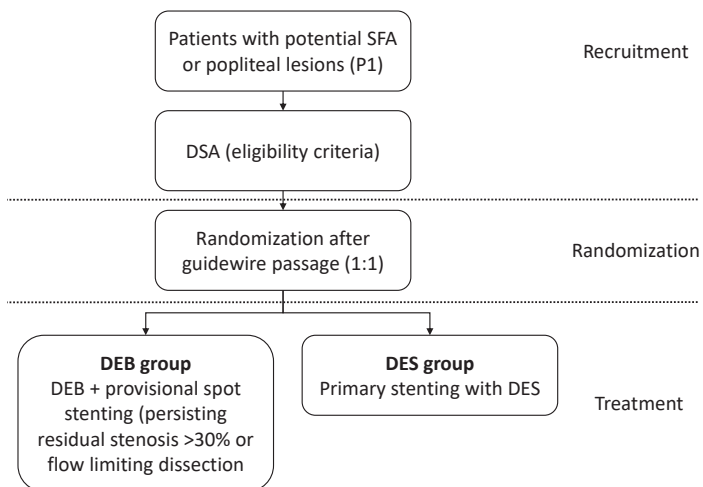 Patients with potential SFA
or popliteal lesions (P1)
Recruitment
DSA (eligibility criteria)
Randomization after
guidewire passage (1:1)
Randomization
DEB group
DEB + provisional spot
stenting (persisting
residual stenosis >30% or
flow limiting dissection
DES group
Primary stenting with DES
Treatment